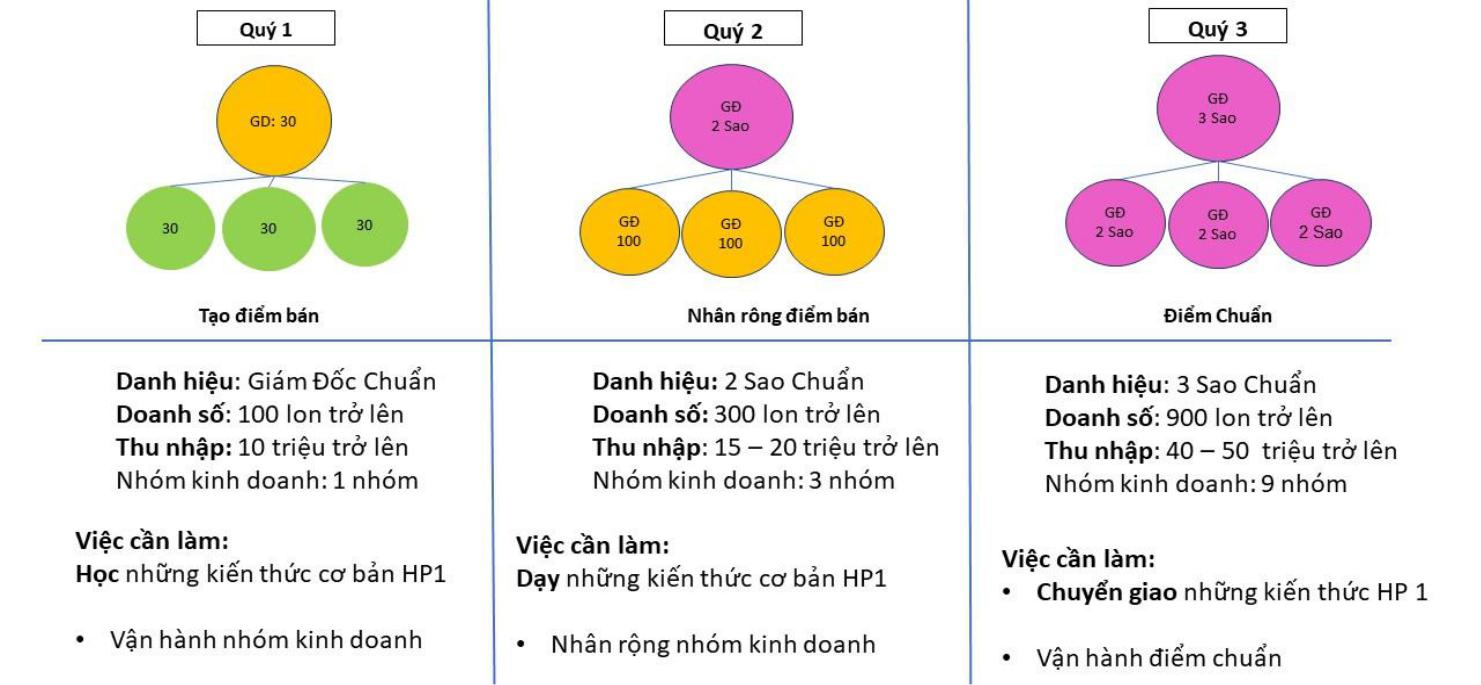 Quý 1
GD: 30
30
30
30
Tạo điểm bán
Danh hiệu: Giám Đốc Chuẩn
Doanh số: 100 lon trở lên
Thu nhập: 10 triệu trở lên
Nhóm kinh doanh: 1 nhóm
Việc cần làm:
Học những kiến thức cơ bản HP1
• Vận hành nhóm kinh doanh
Quý 2
GĐ
2 Sao
GĐ
100
GĐ
100
GĐ
100
Nhân rông điểm bán
Danh hiệu: 2 Sao Chuẩn
Doanh số: 300 lon trở lên
Thu nhập: 15 – 20 triệu trở lên
Nhóm kinh doanh: 3 nhóm
Việc cần làm:
Dạy những kiến thức cơ bản HP1
• Nhân rộng nhóm kinh doanh
Quý 3
GĐ
3 Sao
GĐ
2 Sao
GĐ
2 Sao
GĐ
2 Sao
Điểm Chuẩn
Danh hiệu: 3 Sao Chuẩn
Doanh số: 900 lon trở lên
Thu nhập: 40 – 50 triệu trở lên
Nhóm kinh doanh: 9 nhóm
Việc cần làm:
• Chuyển giao những kiến thức HP 1
• Vận hành điểm chuẩn